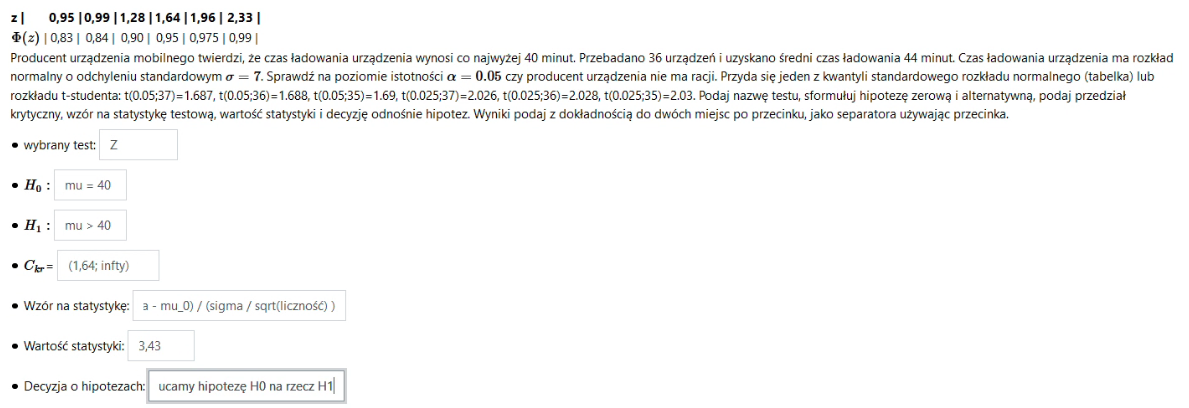 z | 0,95 | 0,99 | 1,28 | 1,64 | 1,96 | 2,33 |
Φ(z) | 0,83 | 0,84 | 0,90 | 0,95 | 0,975 | 0,99 |
Producent urządzenia mobilnego twierdzi, że czas ładowania urządzenia wynosi co najwyżej 40 minut. Przebadano 36 urządzeń i uzyskano średni czas ładowania 44 minut. Czas ładowania urządzenia ma rozkład
normalny o odchyleniu standardowym σ = 7. Sprawdź na poziomie istotności α = 0.05 czy producent urządzenia nie ma racji. Przyda się jeden z kwantyli standardowego rozkładu normalnego (tabelka) lub
rozkładu t-studenta: t(0.05;37)=1.687, t(0.05;36)=1.688, t(0.05;35)=1.69, t(0.025;37)=2.026, t(0.025;36)=2.028, t(0.025;35)=2.03. Podaj nazwę testu, sformułuj hipotezę zerową i alternatywną, podaj przedział
krytyczny, wzór na statystykę testową, wartość statystyki i decyzję odnośnie hipotez. Wyniki podaj z dokładnością do dwóch miejsc po przecinku, jako separatora używając przecinka.
• wybrany test: Z
• H₀ : mu = 40
• H₁ : mu > 40
• Cₖᵣ= (1,64; infty)
• Wzór na statystykę: a - mu_0) / (sigma / sqrt(liczność) )
• Wartość statystyki: 3,43
• Decyzja o hipotezach: ucamy hipotezę H0 na rzecz H1